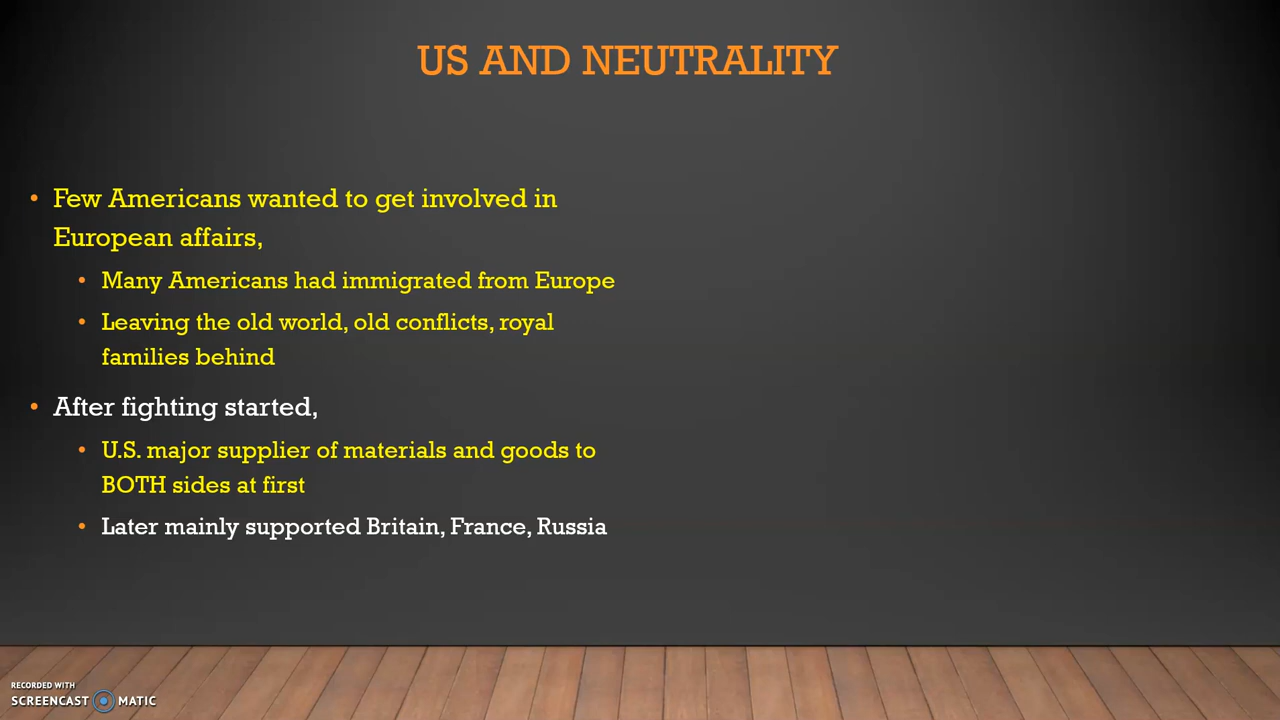 US AND NEUTRALITY
• Few Americans wanted to get involved in
European affairs,
• Many Americans had immigrated from Europe
• Leaving the old world, old conflicts, royal
families behind
• After fighting started,
• U.S. major supplier of materials and goods to
BOTH sides at first
• Later mainly supported Britain, France, Russia
RECORDED WITH
SCREENCAST MATIC